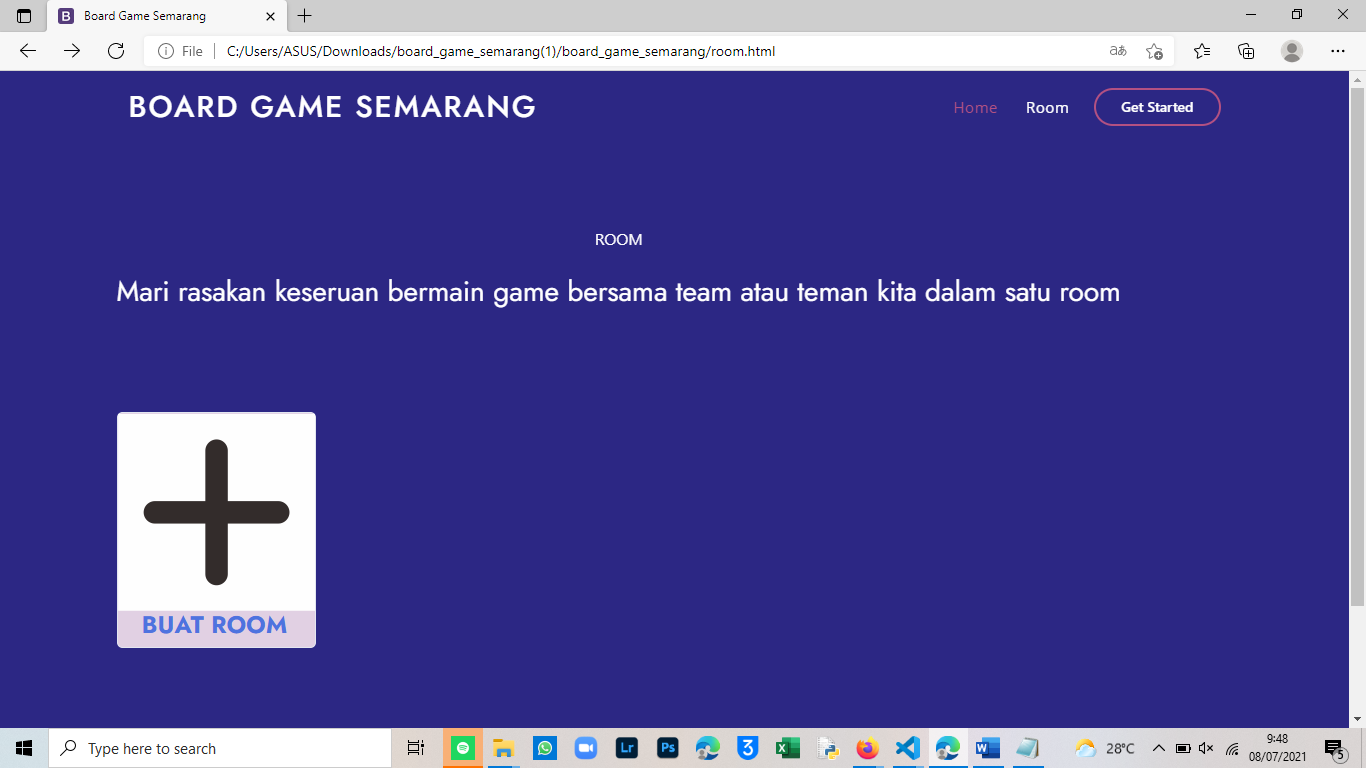 Board Game Semarang
File
C:/Users/ASUS/Downloads/board_game_semarang(1)/board_game_semarang/room.html
BOARD GAME SEMARANG
Home
Room
Get Started
ROOM
Mari rasakan keseruan bermain game bersama team atau teman kita dalam satu room
BUAT ROOM
Type here to search
28°C
9:48
08/07/2021
5